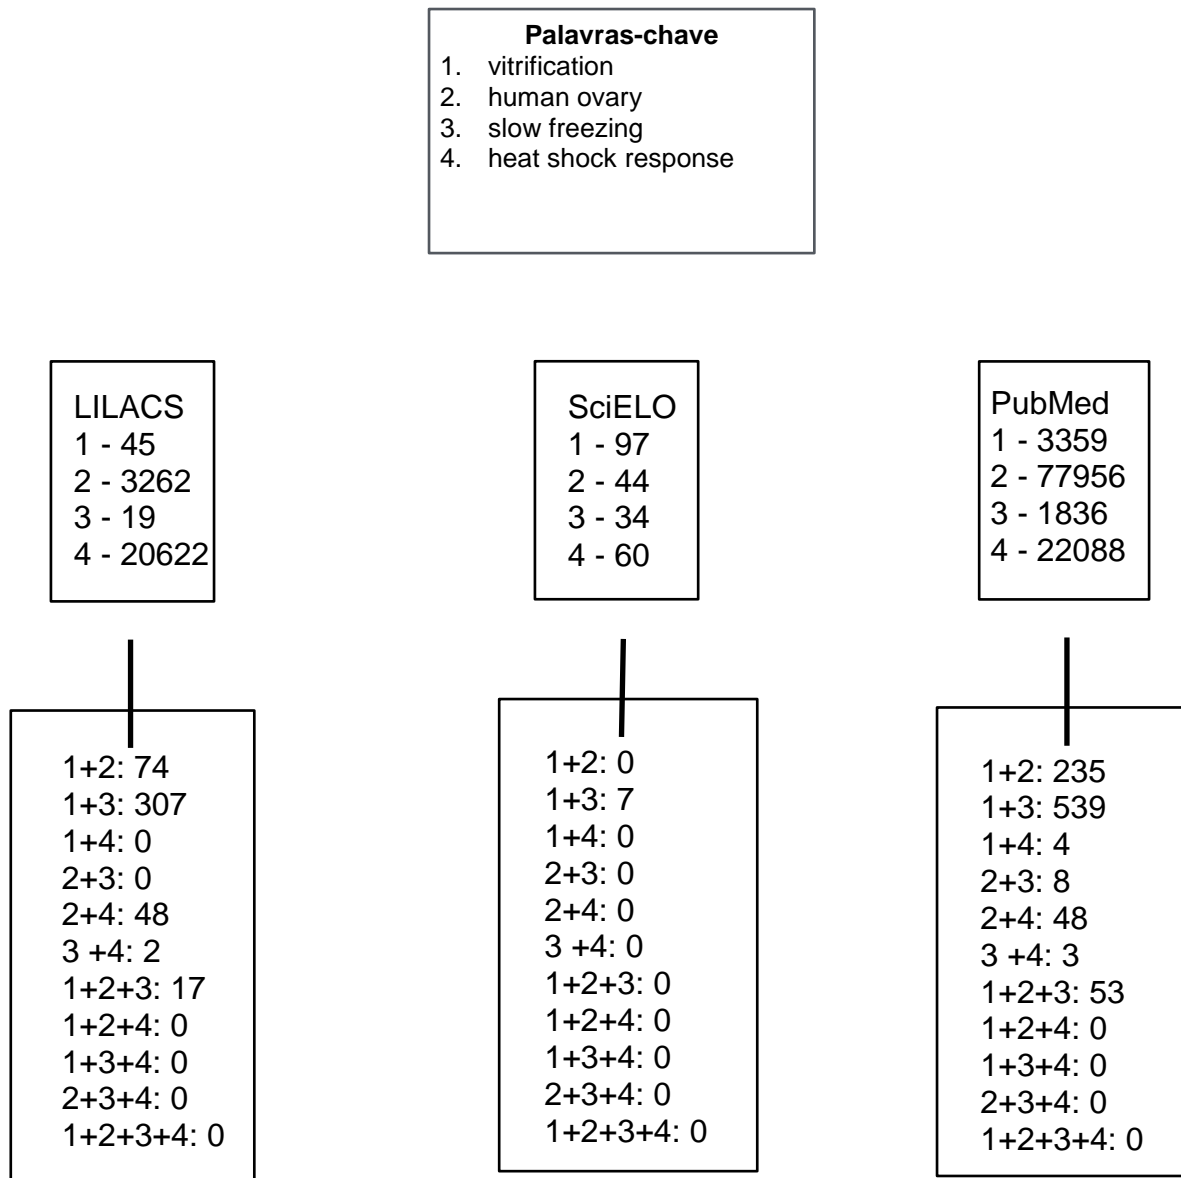 Palavras-chave
1. vitrification
2. human ovary
3. slow freezing
4. heat shock response
LILACS
1 - 45
2 - 3262
3 - 19
4 - 20622
SciELO
1 - 97
2 - 44
3 - 34
4 - 60
PubMed
1 - 3359
2 - 77956
3 - 1836
4 - 22088
1+2: 74
1+3: 307
1+4: 0
2+3: 0
2+4: 48
3 +4: 2
1+2+3: 17
1+2+4: 0
1+3+4: 0
2+3+4: 0
1+2+3+4: 0
1+2: 0
1+3: 7
1+4: 0
2+3: 0
2+4: 0
3 +4: 0
1+2+3: 0
1+2+4: 0
1+3+4: 0
2+3+4: 0
1+2+3+4: 0
1+2: 235
1+3: 539
1+4: 4
2+3: 8
2+4: 48
3 +4: 3
1+2+3: 53
1+2+4: 0
1+3+4: 0
2+3+4: 0
1+2+3+4: 0